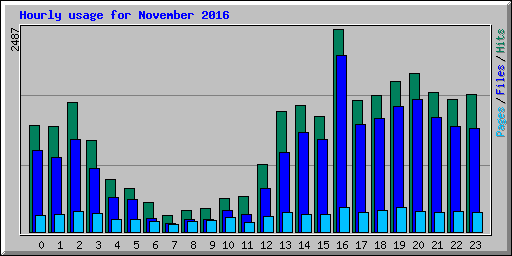 Hourly usage for November 2016
2487
Pages/Files/Hits
0 1 2 3 4 5 6 7 8 9 10 11 12 13 14 15 16 17 18 19 20 21 22 23